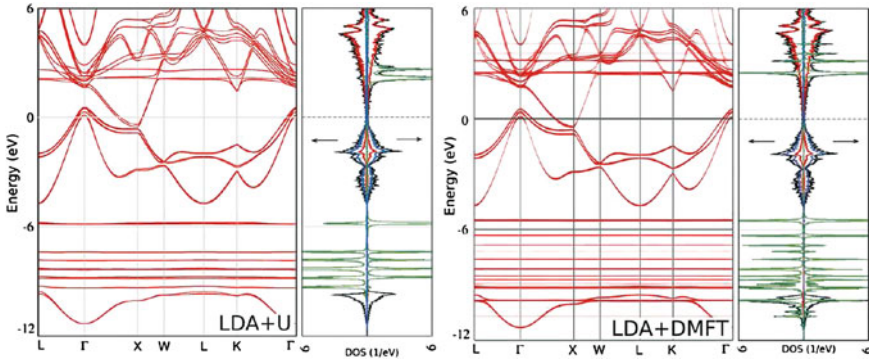 6
0
-6
-12
Energy (eV)
LDA+U
L Γ X W L K Γ
6 DOS (1/eV) 6
6
0
-6
-12
Energy (eV)
LDA+DMFT
L Γ X W L K Γ
6 DOS (1/eV) 6